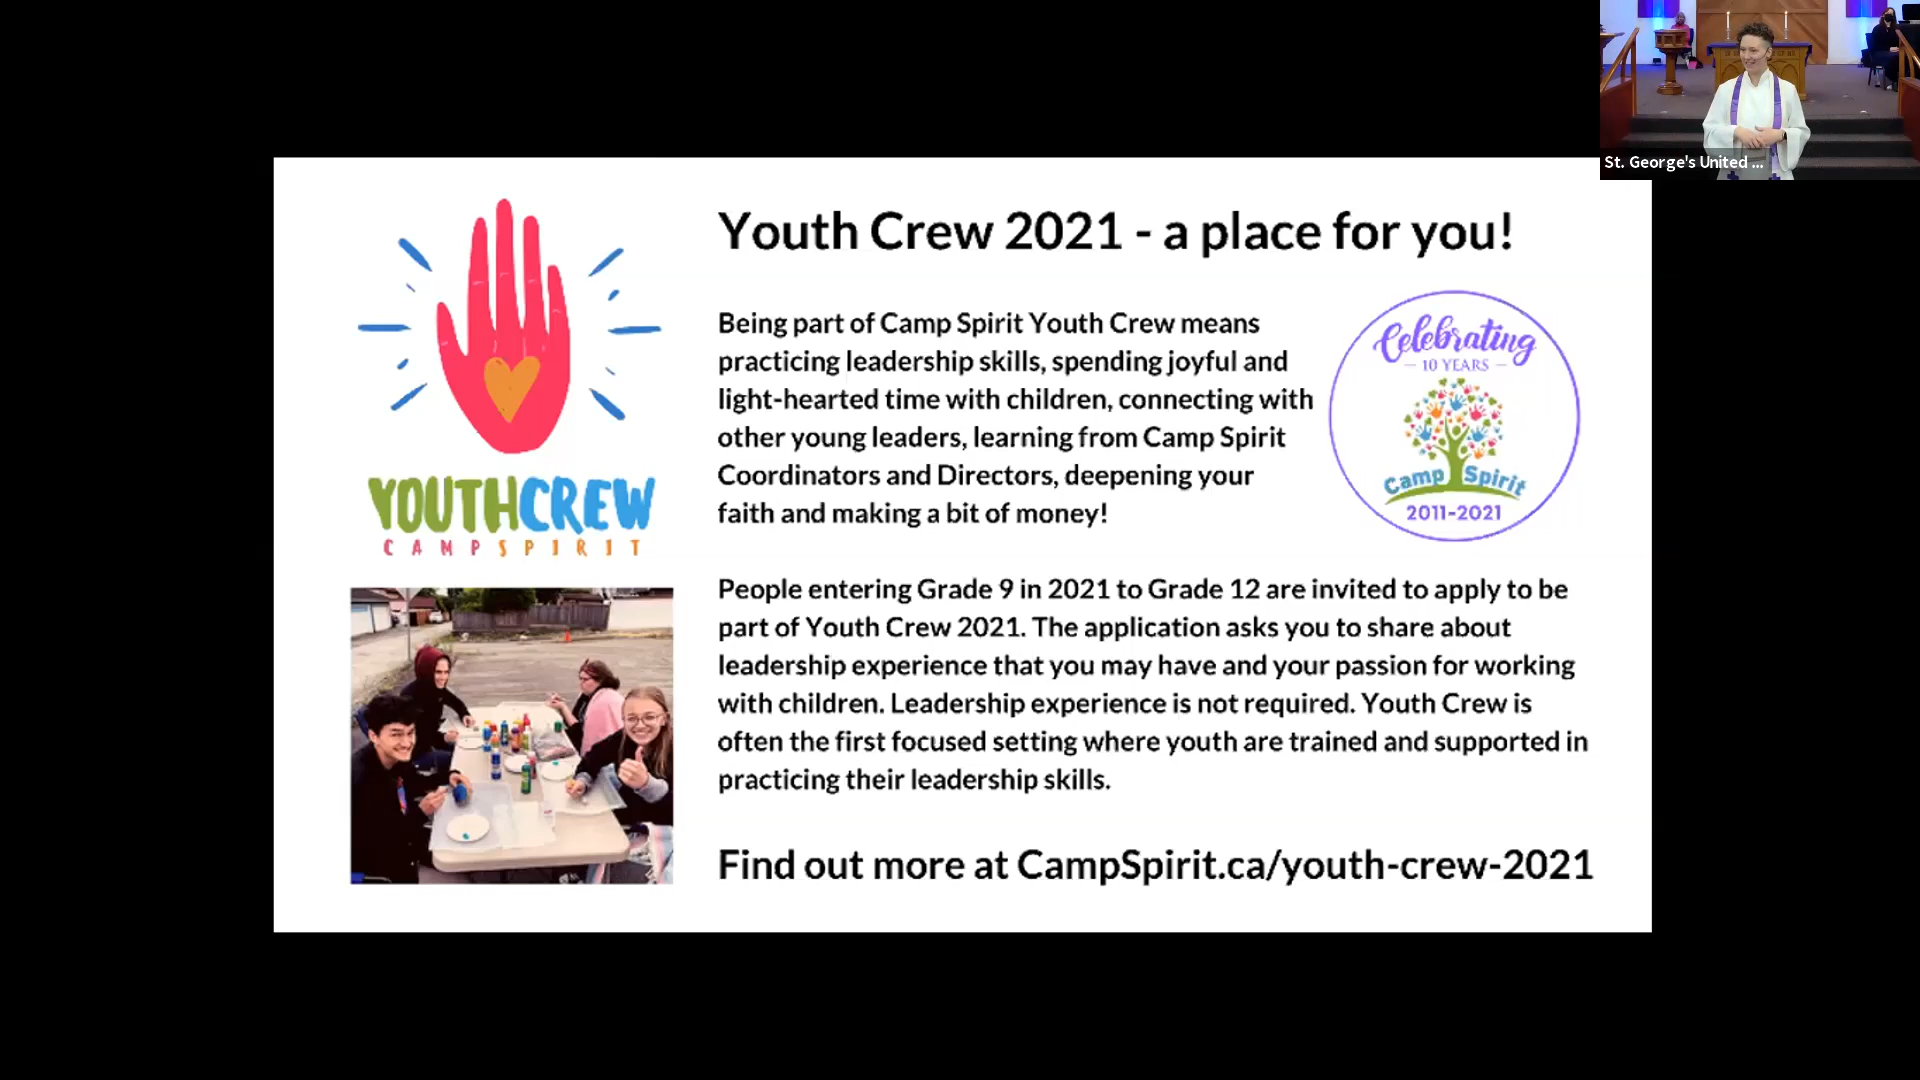 St. George's United ...
Youth Crew 2021 - a place for you!
Being part of Camp Spirit Youth Crew means
practicing leadership skills, spending joyful and
light-hearted time with children, connecting with
other young leaders, learning from Camp Spirit
Coordinators and Directors, deepening your
faith and making a bit of money!
Celebrating
– 10 YEARS –
Camp Spirit
2011-2021
YOUTHCREW
CAMPSPIRIT
People entering Grade 9 in 2021 to Grade 12 are invited to apply to be
part of Youth Crew 2021. The application asks you to share about
leadership experience that you may have and your passion for working
with children. Leadership experience is not required. Youth Crew is
often the first focused setting where youth are trained and supported in
practicing their leadership skills.
Find out more at CampSpirit.ca/youth-crew-2021